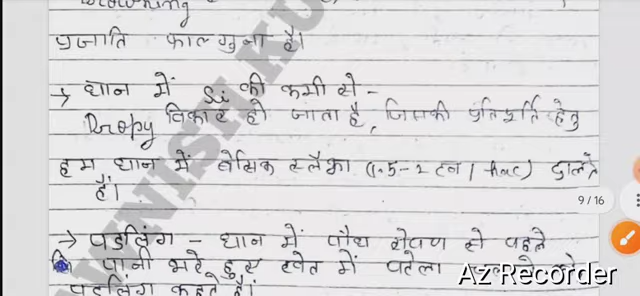 प्रजाति फाल्गुना है।
→ धान में Si की कमी से -
Dropy विकार हो जाता है, जिसकी प्रतिपूर्ति हेतु
हम धान में बेसिक स्लैग (1.5-2 टन / hac) डालते
हैं।
9/16
→ पडलिंग - धान में पौध रोपण से पहले
पानी भरे हुए खेत में पटेला
पडलिंग कहते हैं।
AZ Recorder